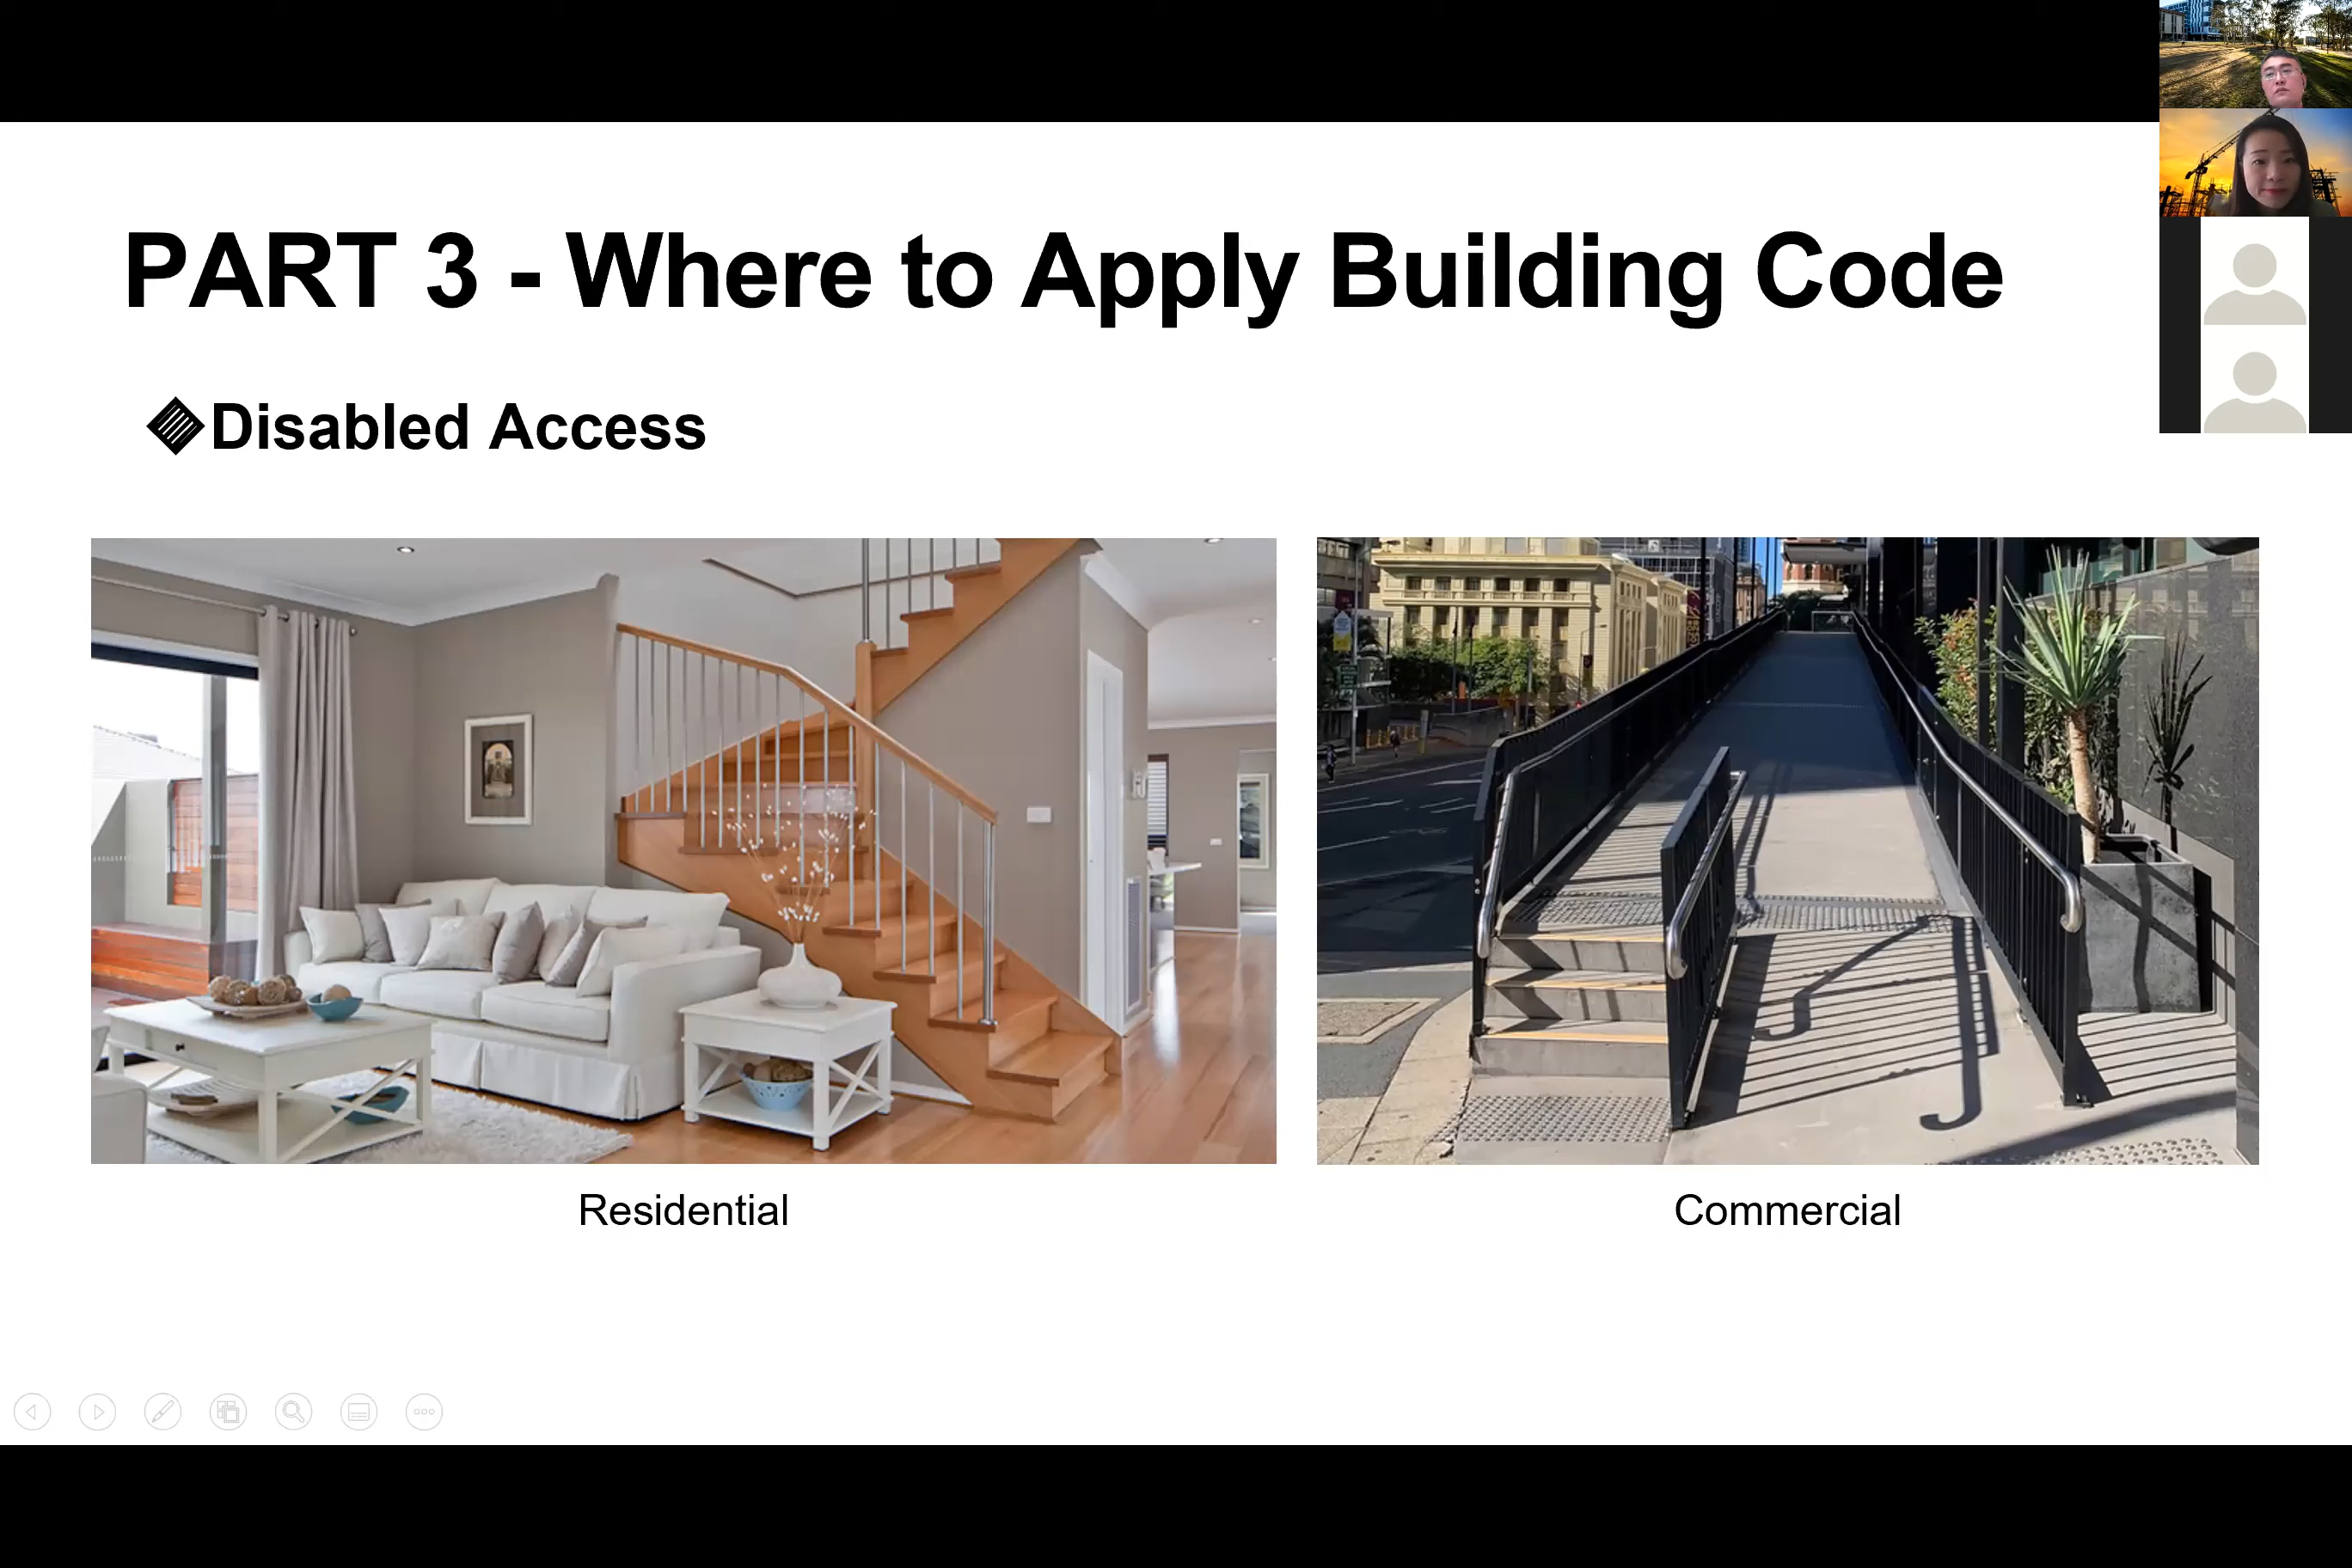 PART 3 - Where to Apply Building Code
Disabled Access
Residential
Commercial